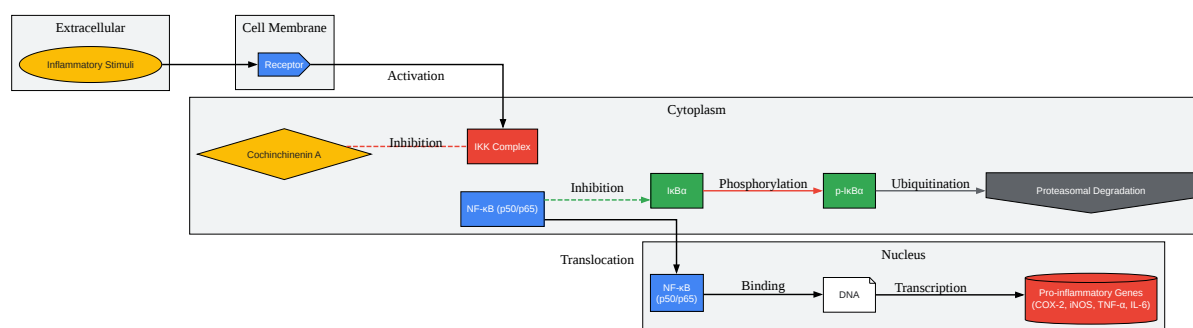 Extracellular
Inflammatory Stimuli
Cell Membrane
Receptor
Activation
Cytoplasm
Cochinchinenin A
Inhibition
IKK Complex
NF-κB (p50/p65)
Inhibition
IκBα
Phosphorylation
p-IκBα
Ubiquitination
Proteasomal Degradation
Translocation
Nucleus
NF-κB
(p50/p65)
Binding
DNA
Transcription
Pro-inflammatory Genes
(COX-2, iNOS, TNF-α, IL-6)